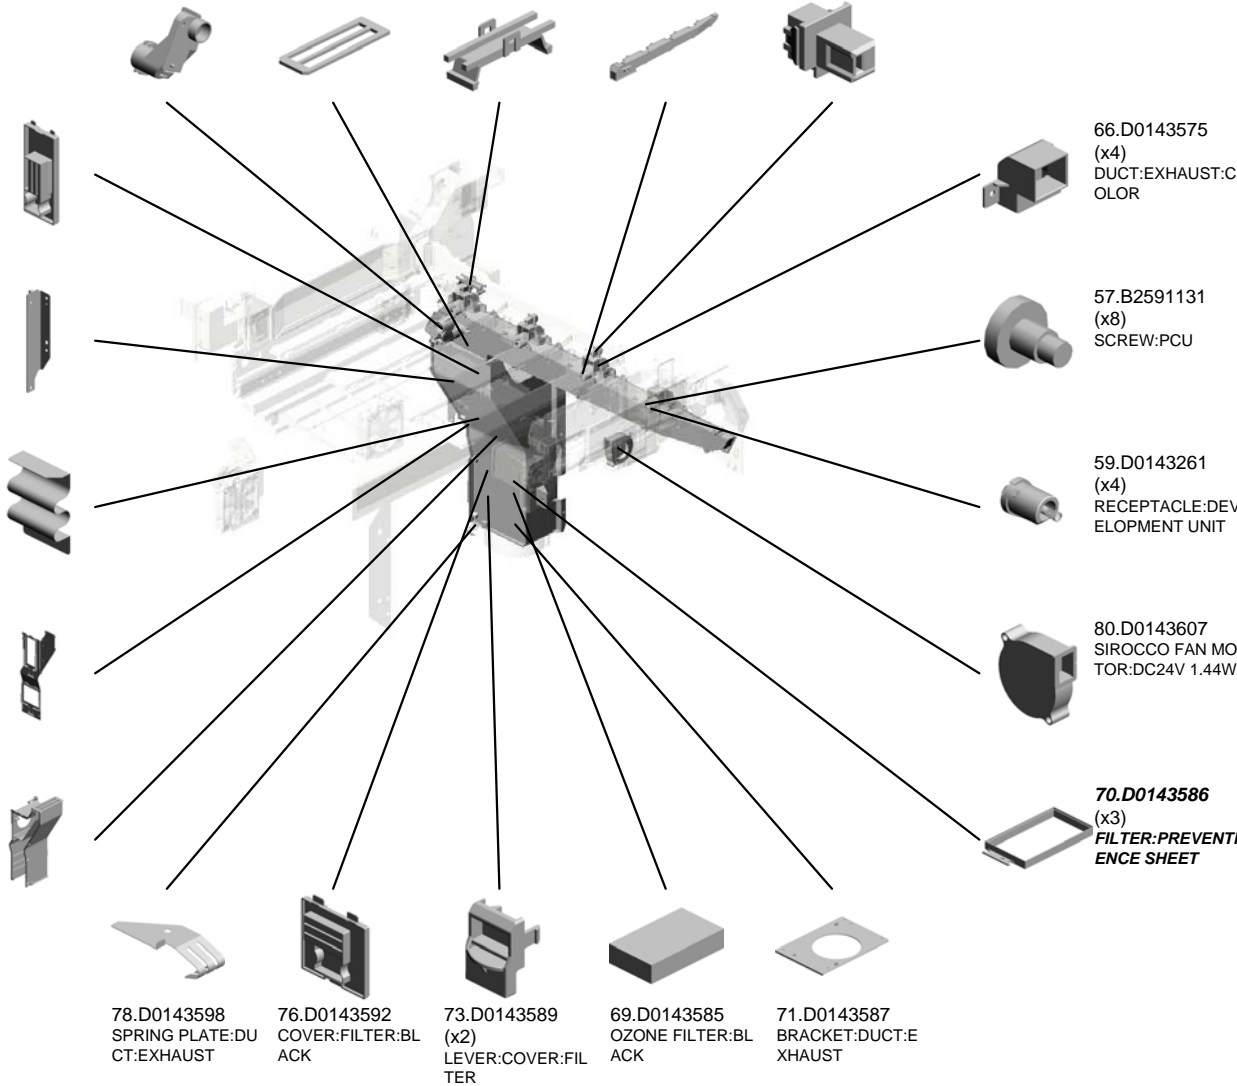 66.D0143575
(x4)
DUCT:EXHAUST:C
OLOR
57.B2591131
(x8)
SCREW:PCU
59.D0143261
(x4)
RECEPTACLE:DEV
ELOPMENT UNIT
80.D0143607
SIROCCO FAN MO
TOR:DC24V 1.44W
70.D0143586
(x3)
FILTER:PREVENTI
ENCE SHEET
78.D0143598
SPRING PLATE:DU
CT:EXHAUST
76.D0143592
COVER:FILTER:BL
ACK
73.D0143589
(x2)
LEVER:COVER:FIL
TER
69.D0143585
OZONE FILTER:BL
ACK
71.D0143587
BRACKET:DUCT:E
XHAUST